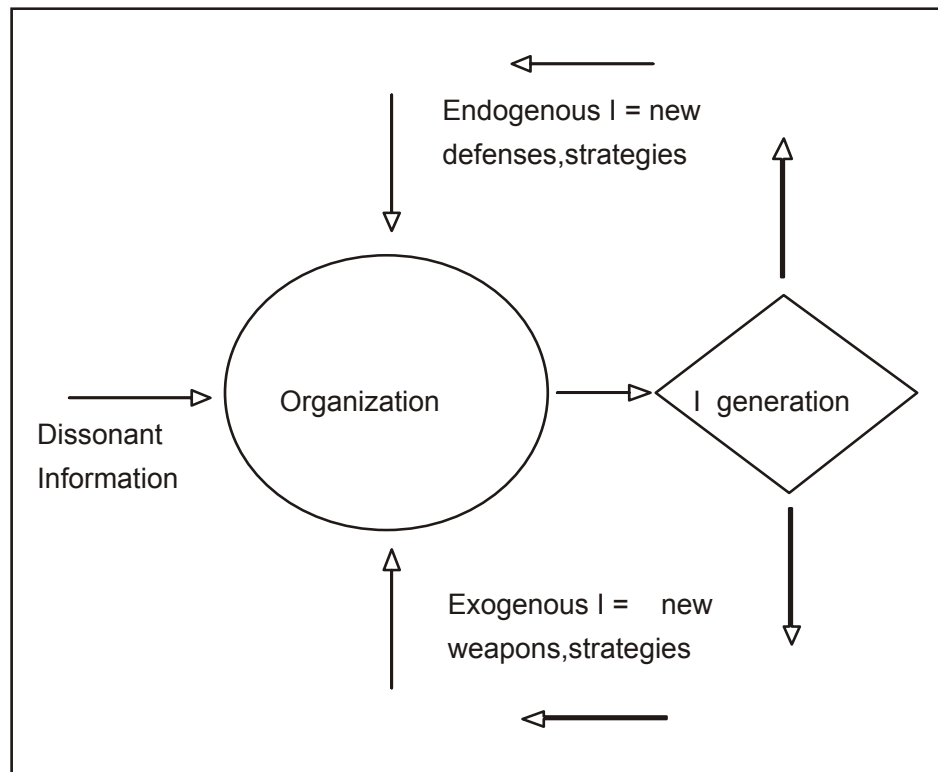 Endogenous I = new
defenses,strategies
Organization
I generation
Dissonant
Information
Exogenous I = new
weapons,strategies